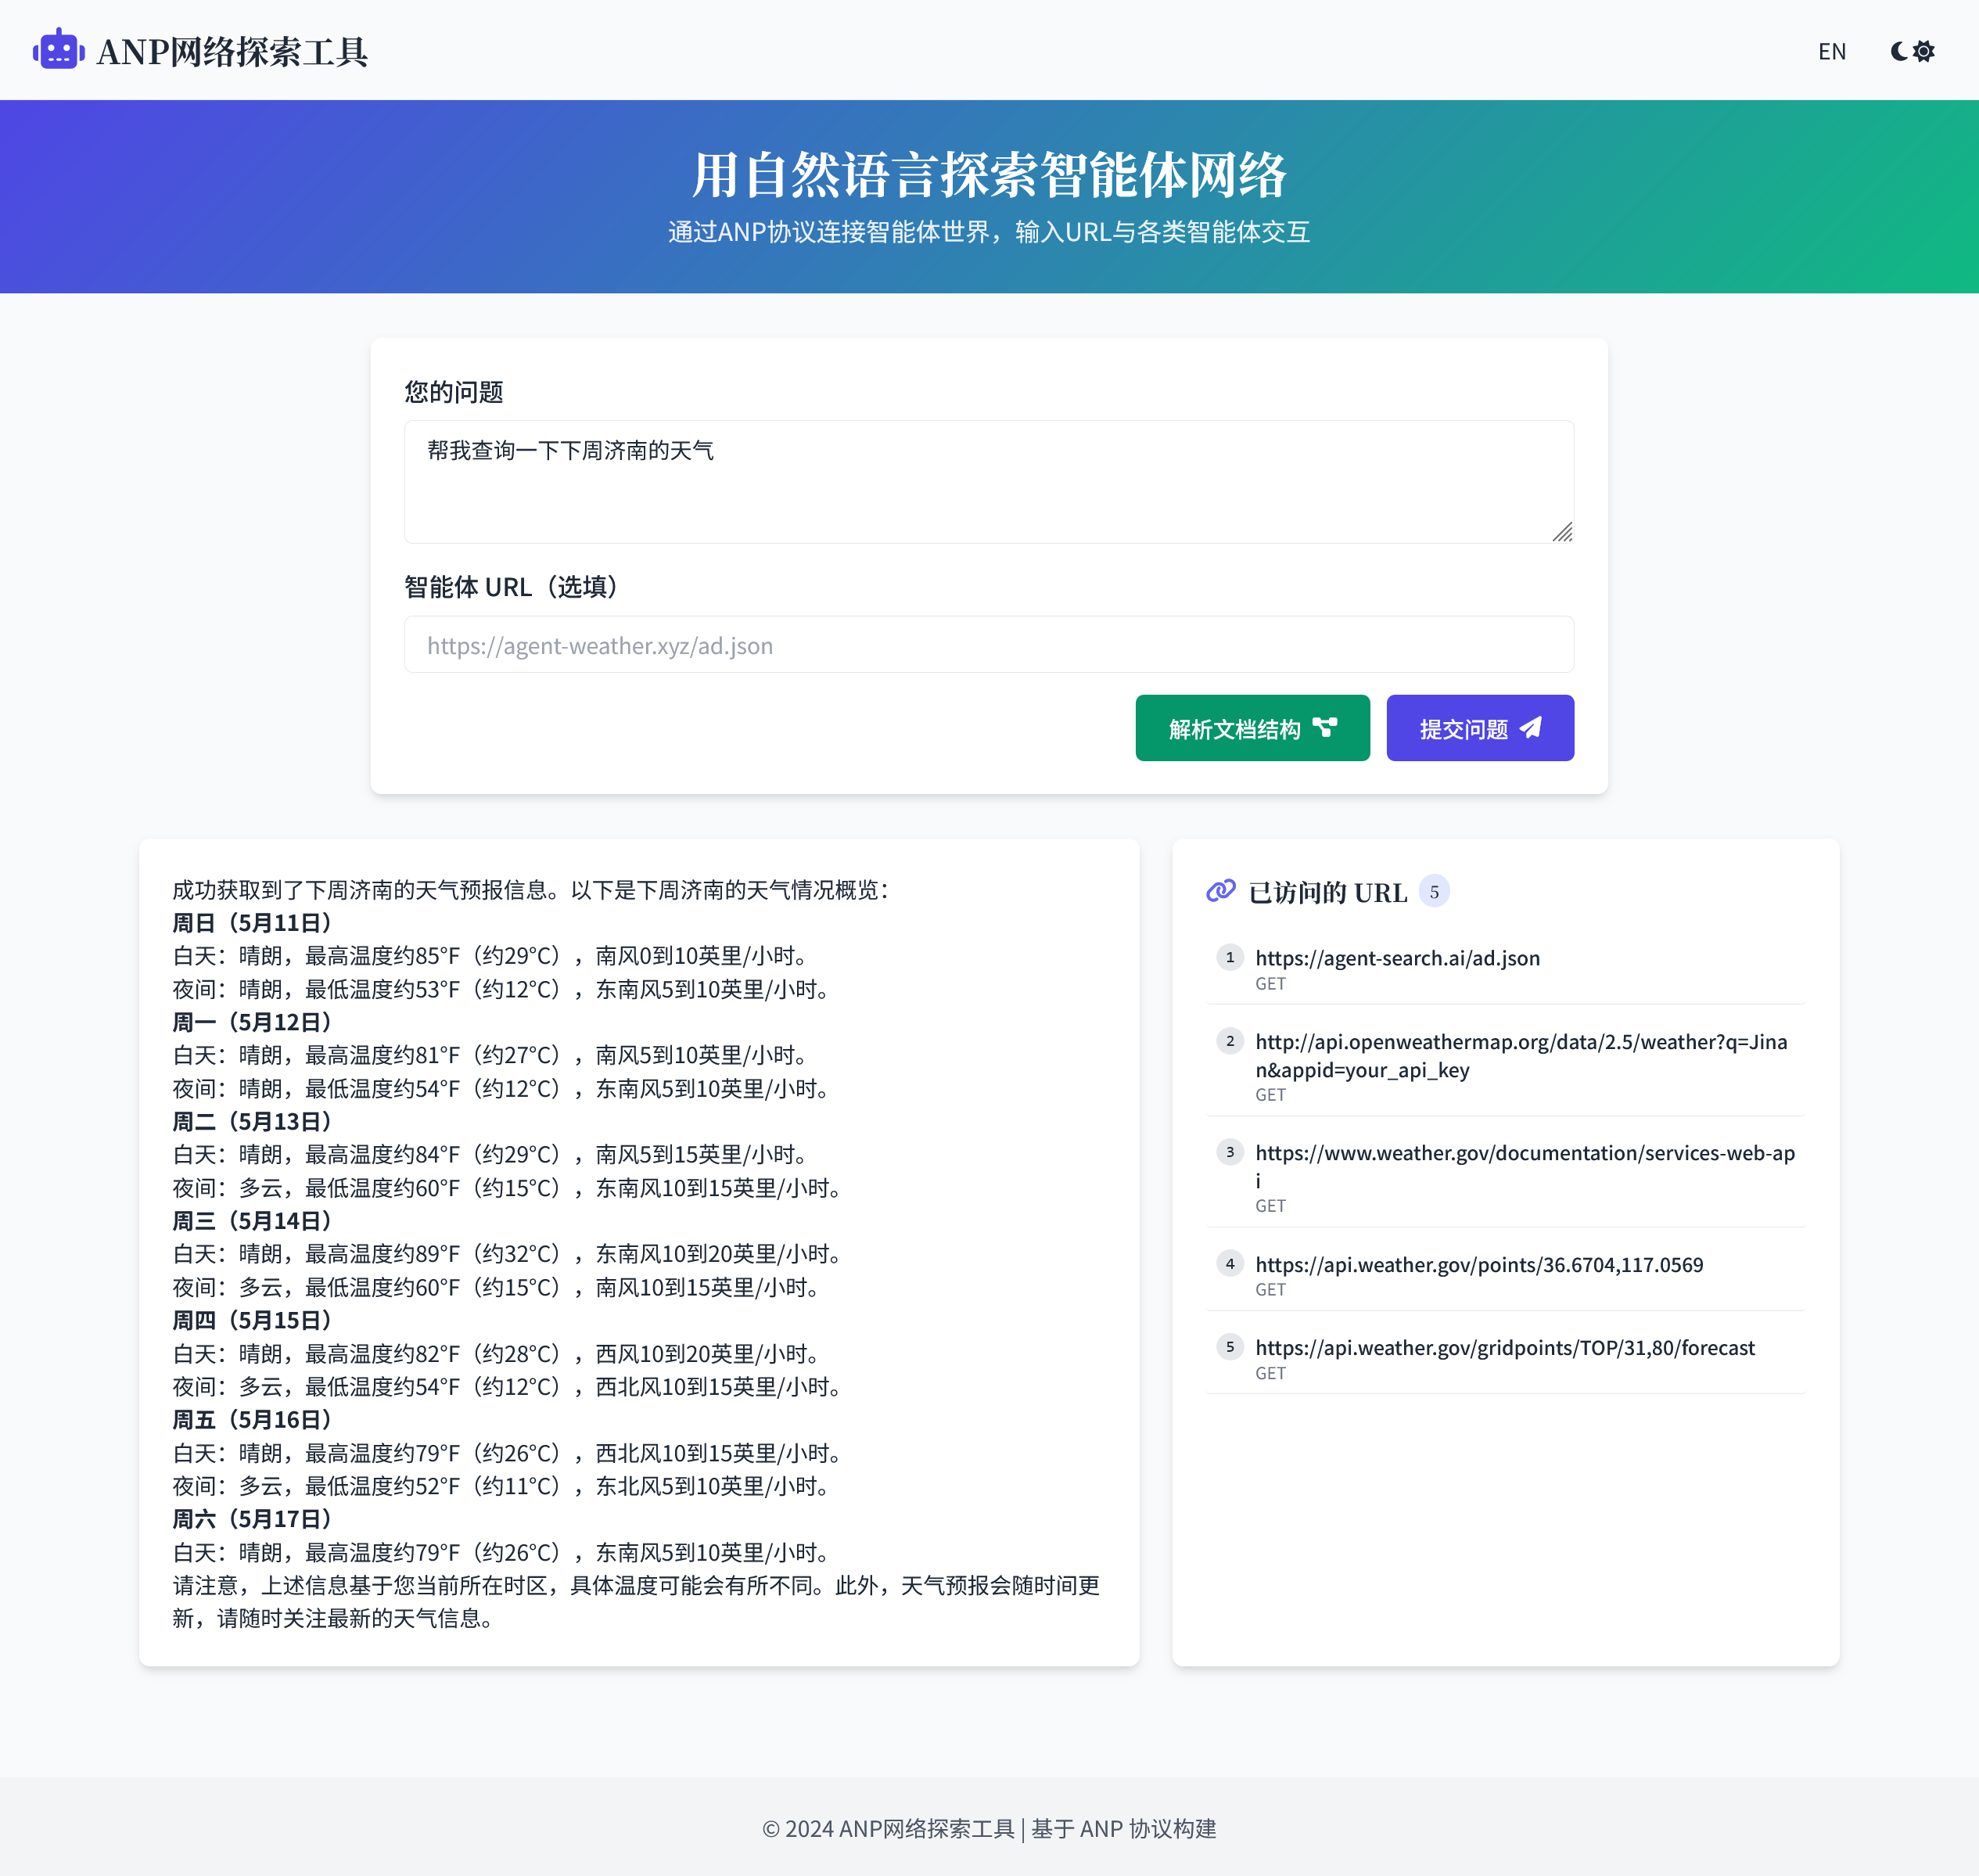 ANP网络探索工具
EN
用自然语言探索智能体网络
通过ANP协议连接智能体世界，输入URL与各类智能体交互
您的问题
帮我查询一下下周济南的天气
智能体 URL（选填）
https://agent-weather.xyz/ad.json
解析文档结构
提交问题
成功获取到了下周济南的天气预报信息。以下是下周济南的天气情况概览：
周日（5月11日）
白天：晴朗，最高温度约85°F（约29°C），南风0到10英里/小时。
夜间：晴朗，最低温度约53°F（约12°C），东南风5到10英里/小时。
周一（5月12日）
白天：晴朗，最高温度约81°F（约27°C），南风5到10英里/小时。
夜间：晴朗，最低温度约54°F（约12°C），东南风5到10英里/小时。
周二（5月13日）
白天：晴朗，最高温度约84°F（约29°C），南风5到15英里/小时。
夜间：多云，最低温度约60°F（约15°C），东南风10到15英里/小时。
周三（5月14日）
白天：晴朗，最高温度约89°F（约32°C），东南风10到20英里/小时。
夜间：多云，最低温度约60°F（约15°C），南风10到15英里/小时。
周四（5月15日）
白天：晴朗，最高温度约82°F（约28°C），西风10到20英里/小时。
夜间：多云，最低温度约54°F（约12°C），西北风10到15英里/小时。
周五（5月16日）
白天：晴朗，最高温度约79°F（约26°C），西北风10到15英里/小时。
夜间：多云，最低温度约52°F（约11°C），东北风5到10英里/小时。
周六（5月17日）
白天：晴朗，最高温度约79°F（约26°C），东南风5到10英里/小时。
请注意，上述信息基于您当前所在时区，具体温度可能会有所不同。此外，天气预报会随时间更
新，请随时关注最新的天气信息。
已访问的 URL 5
1 https://agent-search.ai/ad.json
GET
2 http://api.openweathermap.org/data/2.5/weather?q=Jina
n&appid=your_api_key
GET
3 https://www.weather.gov/documentation/services-web-ap
i
GET
4 https://api.weather.gov/points/36.6704,117.0569
GET
5 https://api.weather.gov/gridpoints/TOP/31,80/forecast
GET
© 2024 ANP网络探索工具 | 基于 ANP 协议构建